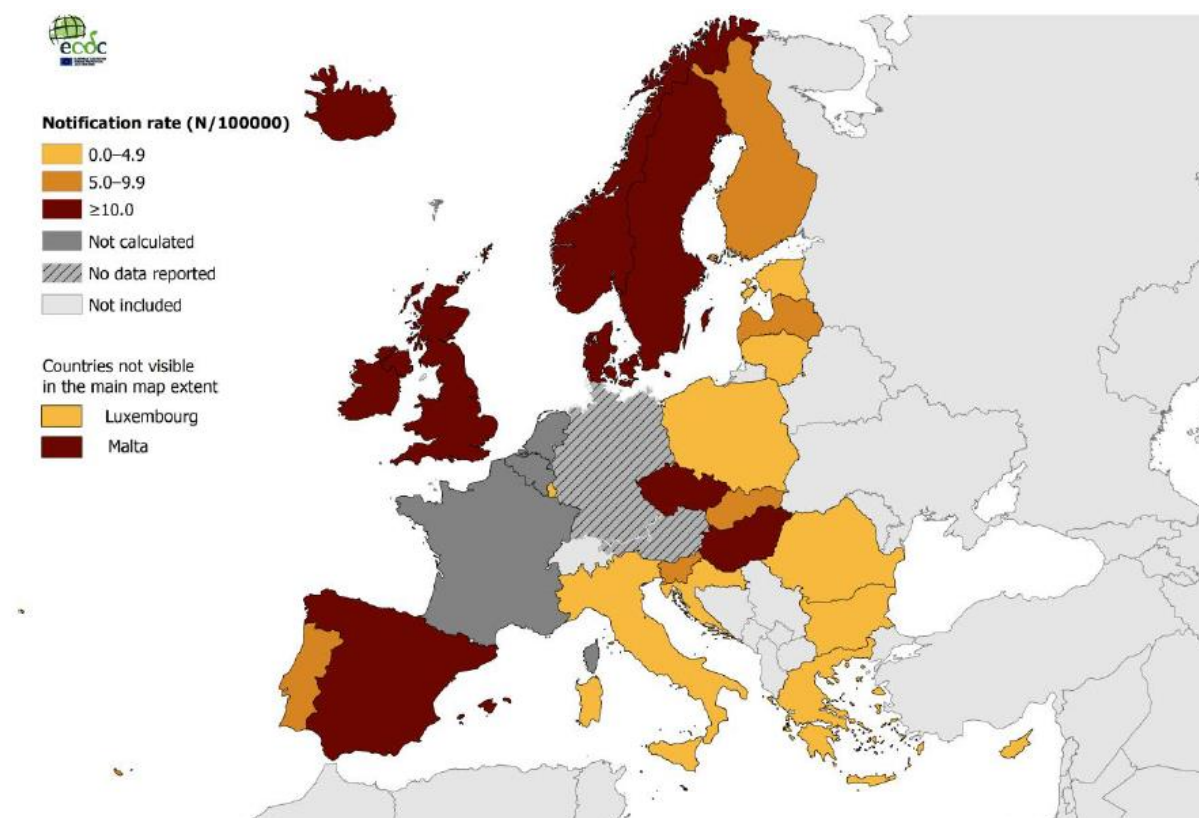 ecdc
Notification rate (N/100000)
0.0–4.9
5.0–9.9
≥10.0
Not calculated
No data reported
Not included
Countries not visible
in the main map extent
Luxembourg
Malta